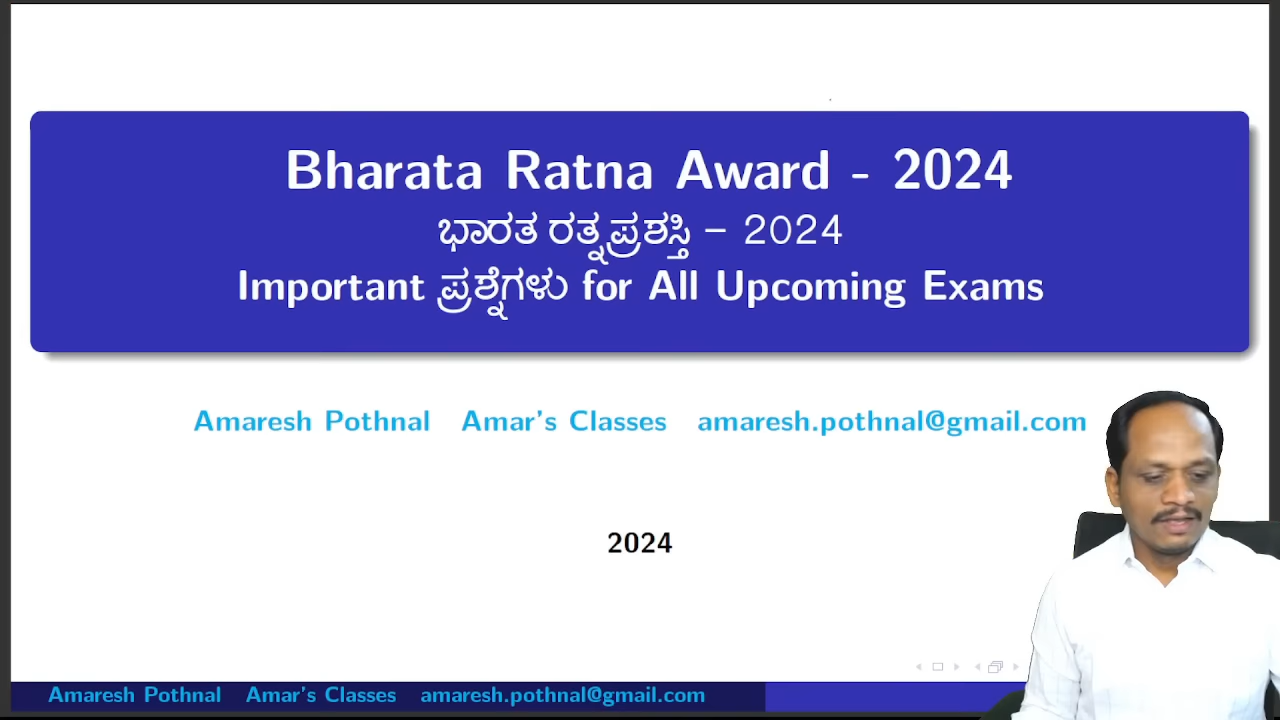 Bharata Ratna Award - 2024
ಭಾರತ ರತ್ನ ಪ್ರಶಸ್ತಿ – 2024
Important ಪ್ರಶ್ನೆಗಳು for All Upcoming Exams
Amaresh Pothnal Amar's Classes amaresh.pothnal@gmail.com
2024
Amaresh Pothnal Amar's Classes amaresh.pothnal@gmail.com